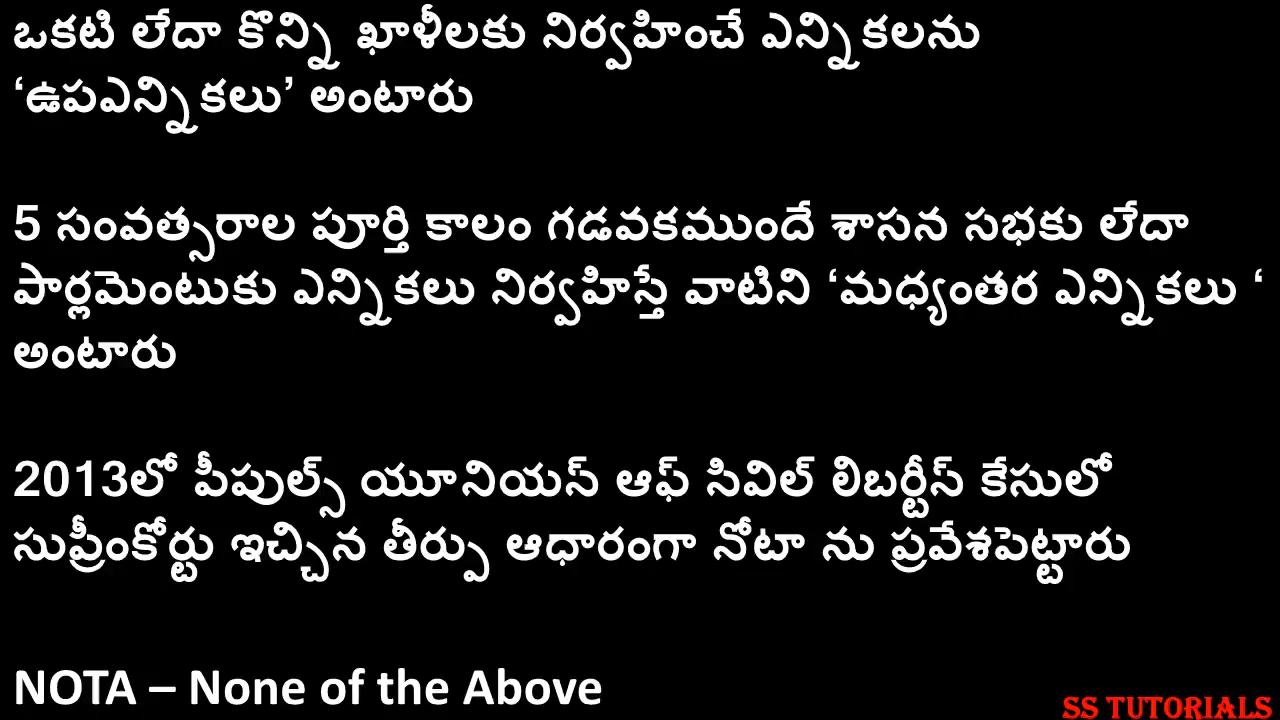 ఒకటి లేదా కొన్ని ఖాళీలకు నిర్వహించే ఎన్నికలను
‘ఉపఎన్నికలు’ అంటారు
5 సంవత్సరాల పూర్తి కాలం గడవకముందే శాసన సభకు లేదా
పార్లమెంటుకు ఎన్నికలు నిర్వహిస్తే వాటిని ‘మధ్యంతర ఎన్నికలు ‘
అంటారు
2013లో పీపుల్స్ యూనియన్ ఆఫ్ సివిల్ లిబర్టీస్ కేసులో
సుప్రీంకోర్టు ఇచ్చిన తీర్పు ఆధారంగా నోటా ను ప్రవేశపెట్టారు
NOTA – None of the Above
SS TUTORIALS